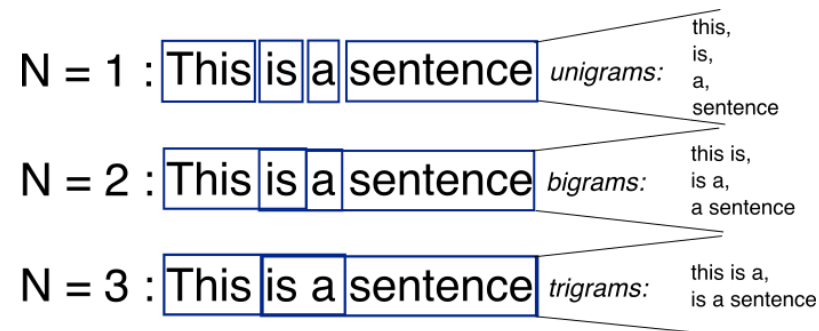 N = 1 : This is a sentence unigrams:
this,
is,
a,
sentence
N = 2 : This is a sentence bigrams:
this is,
is a,
a sentence
N = 3 : This is a sentence trigrams:
this is a,
is a sentence